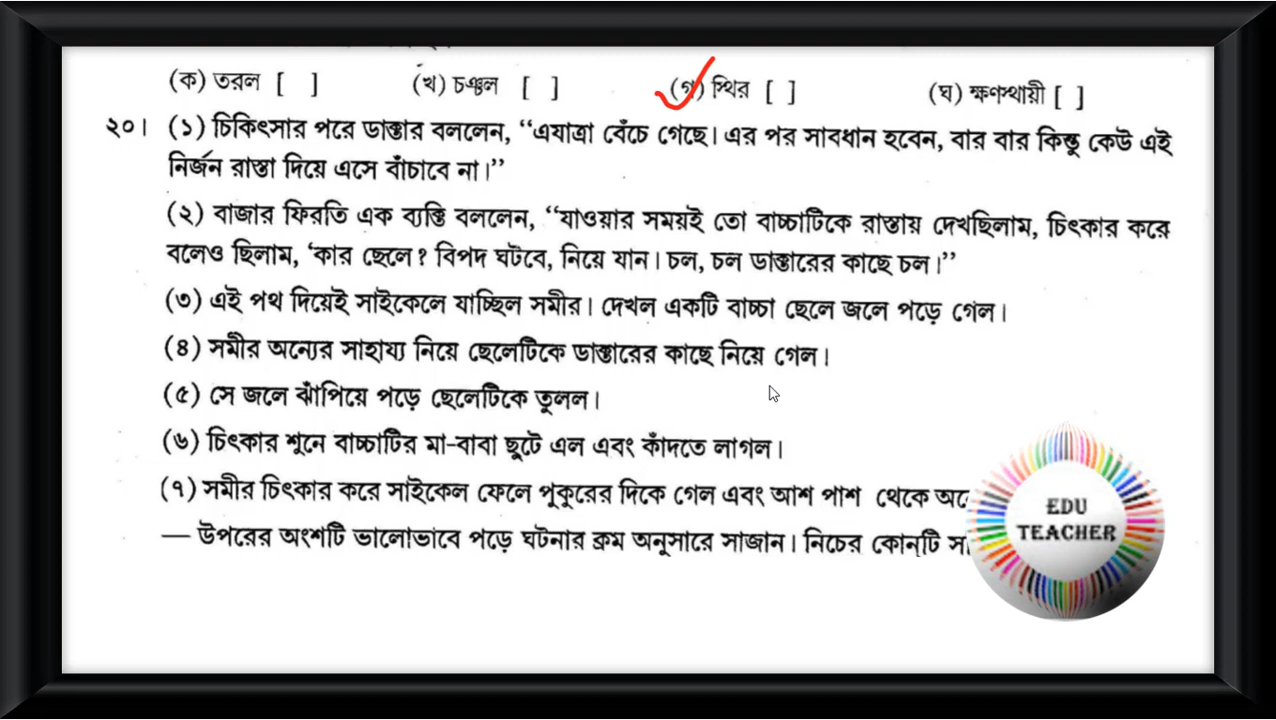 (ক) তরল [ ] (খ) চঞ্চল [ ] (গ) স্থির [ ] (ঘ) ক্ষণস্থায়ী [ ]
২০। (১) চিকিৎসার পরে ডাক্তার বললেন, “এযাত্রা বেঁচে গেছে। এর পর সাবধান হবেন, বার বার কিন্তু কেউ এই
নির্জন রাস্তা দিয়ে এসে বাঁচাবে না।”
(২) বাজার ফিরতি এক ব্যক্তি বললেন, “যাওয়ার সময়ই তো বাচ্চাটিকে রাস্তায় দেখছিলাম, চিৎকার করে
বলেও ছিলাম, ‘কার ছেলে? বিপদ ঘটবে, নিয়ে যান। চল, চল ডাক্তারের কাছে চল।”
(৩) এই পথ দিয়েই সাইকেলে যাচ্ছিল সমীর। দেখল একটি বাচ্চা ছেলে জলে পড়ে গেল।
(৪) সমীর অন্যের সাহায্য নিয়ে ছেলেটিকে ডাক্তারের কাছে নিয়ে গেল।
(৫) সে জলে ঝাঁপিয়ে পড়ে ছেলেটিকে তুলল।
(৬) চিৎকার শুনে বাচ্চাটির মা-বাবা ছুটে এল এবং কাঁদতে লাগল।
(৭) সমীর চিৎকার করে সাইকেল ফেলে পুকুরের দিকে গেল এবং আশ পাশ থেকে
— উপরের অংশটি ভালোভাবে পড়ে ঘটনার ক্রম অনুসারে সাজান। নিচের কোনটি
EDU
TEACHER